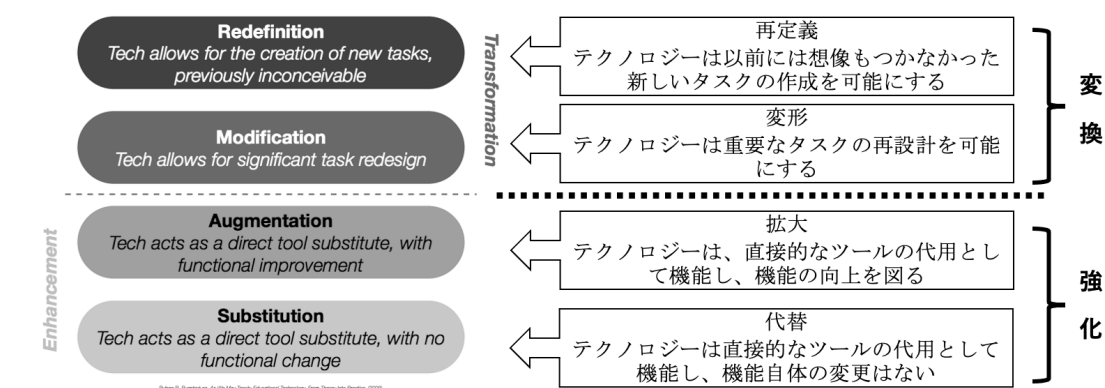 Redefinition
Tech allows for the creation of new tasks,
previously inconceivable
Modification
Tech allows for significant task redesign
Transformation
Augmentation
Tech acts as a direct tool substitute, with
functional improvement
Substitution
Tech acts as a direct tool substitute, with no
functional change
Enhancement
再定義
テクノロジーは以前には想像もつかなかった
新しいタスクの作成を可能にする
変形
テクノロジーは重要なタスクの再設計を可能
にする
変換
拡大
テクノロジーは、直接的なツールの代用とし
て機能し、機能の向上を図る
代替
テクノロジーは直接的なツールの代用として
機能し、機能自体の変更はない
強化